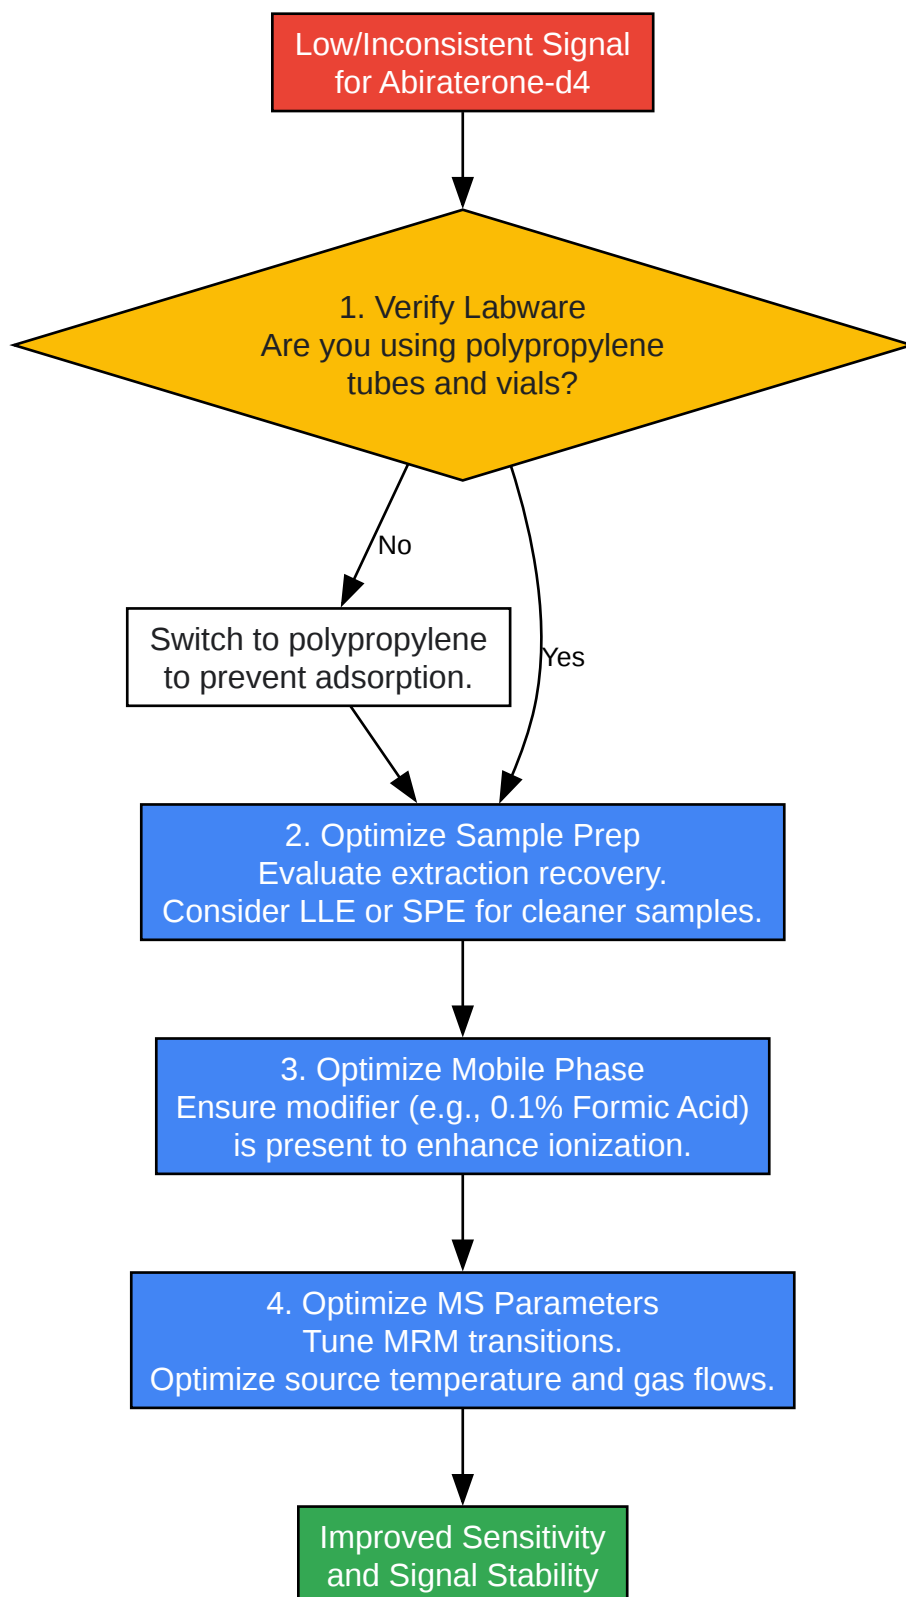 Low/Inconsistent Signal
for Abiraterone-d4
1. Verify Labware
Are you using polypropylene
tubes and vials?
No
Yes
Switch to polypropylene
to prevent adsorption.
2. Optimize Sample Prep
Evaluate extraction recovery.
Consider LLE or SPE for cleaner samples.
3. Optimize Mobile Phase
Ensure modifier (e.g., 0.1% Formic Acid)
is present to enhance ionization.
4. Optimize MS Parameters
Tune MRM transitions.
Optimize source temperature and gas flows.
Improved Sensitivity
and Signal Stability